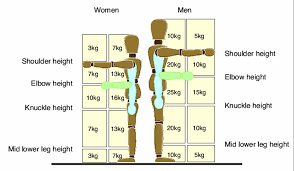 Women
Men
10kg 5kg
3kg 7kg
Shoulder height
Shoulder height
20kg 10kg
7kg 13kg
Elbow height
Elbow height
10kg 16kg
25kg 15kg
Knuckle height
Knuckle height
7kg 13kg
20kg 10kg
Mid lower leg height
Mid lower leg height
3kg 7kg
10kg 5kg